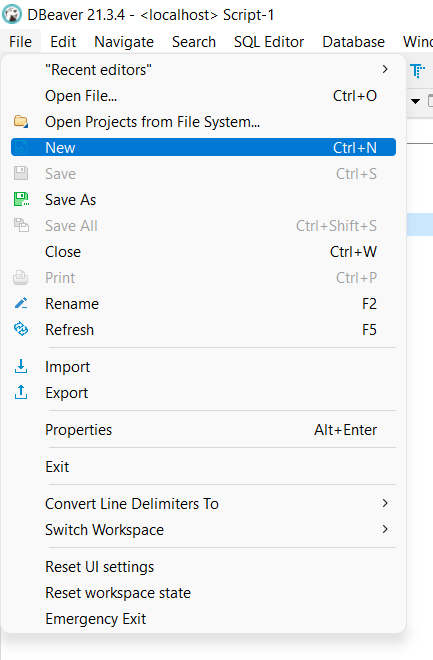 DBeaver 21.3.4 - <localhost> Script-1
File Edit Navigate Search SQL Editor Database Wind
"Recent editors"
Open File... Ctrl+O
Open Projects from File System...
New Ctrl+N
Save Ctrl+S
Save As
Save All Ctrl+Shift+S
Close Ctrl+W
Print Ctrl+P
Rename F2
Refresh F5
Import
Export
Properties Alt+Enter
Exit
Convert Line Delimiters To
Switch Workspace
Reset UI settings
Reset workspace state
Emergency Exit